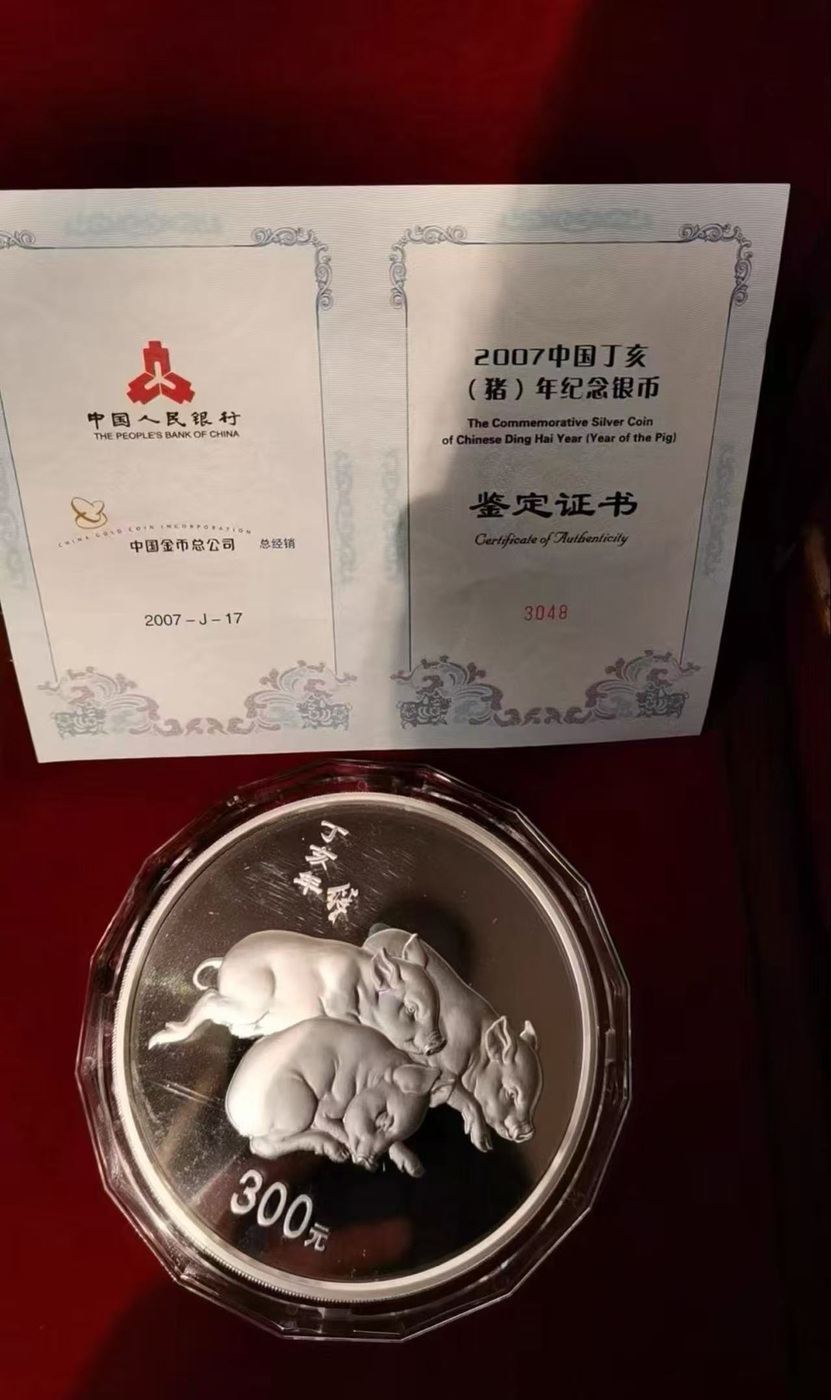 中国人民银行
THE PEOPLE'S BANK OF CHINA
CHINA GOLD COIN INCORPORATION
中国金币总公司 总经销
2007-J-17
2007中国丁亥
（猪）年纪念银币
The Commemorative Silver Coin
of Chinese Ding Hai Year (Year of the Pig)
鉴定证书
Certificate of Authenticity
3048
丁亥年
300元